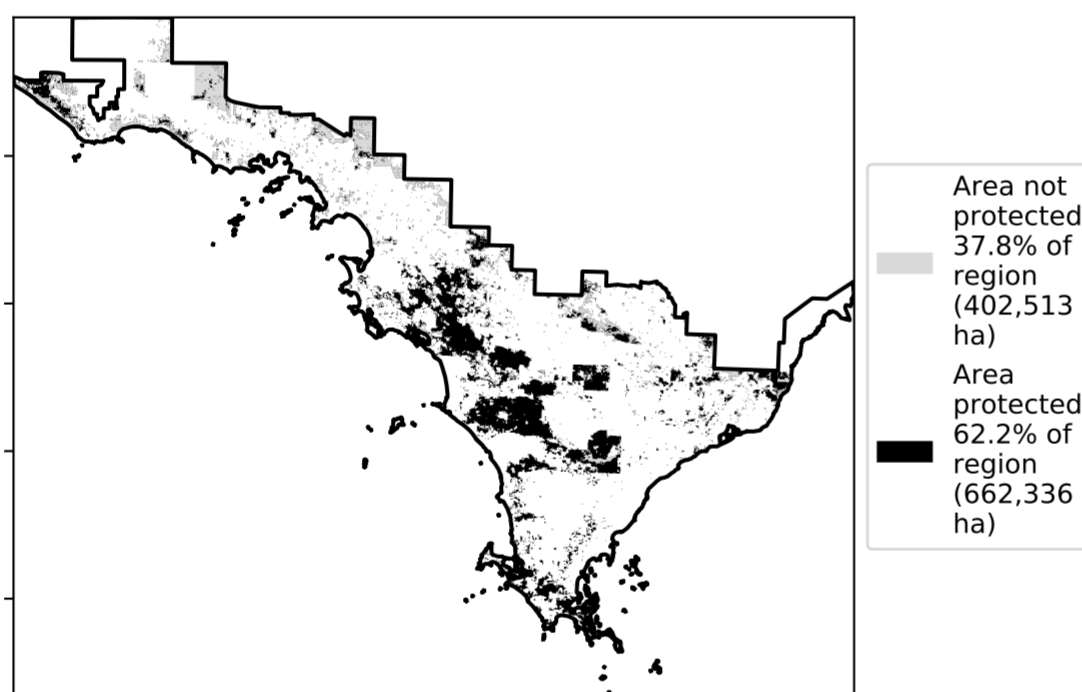 Area not
protected
37.8% of
region
(402,513
ha)
Area
protected
62.2% of
region
(662,336
ha)